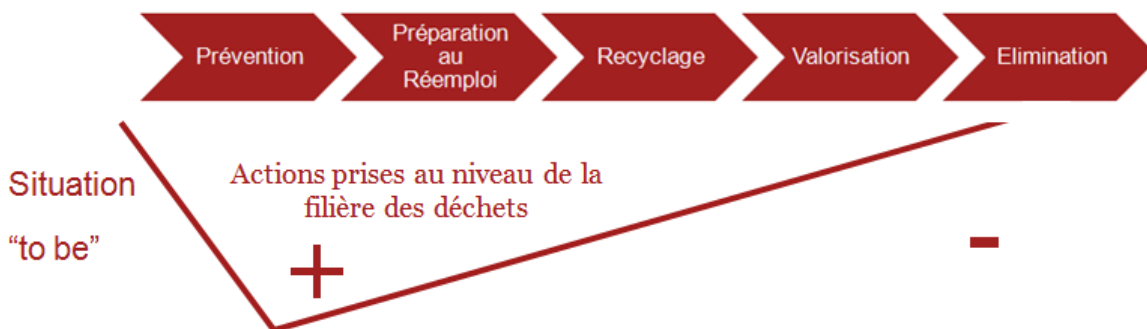 Prévention
Préparation
au
Réemploi
Recyclage
Valorisation
Elimination
Situation
“to be”
Actions prises au niveau de la
filière des déchets
+
-